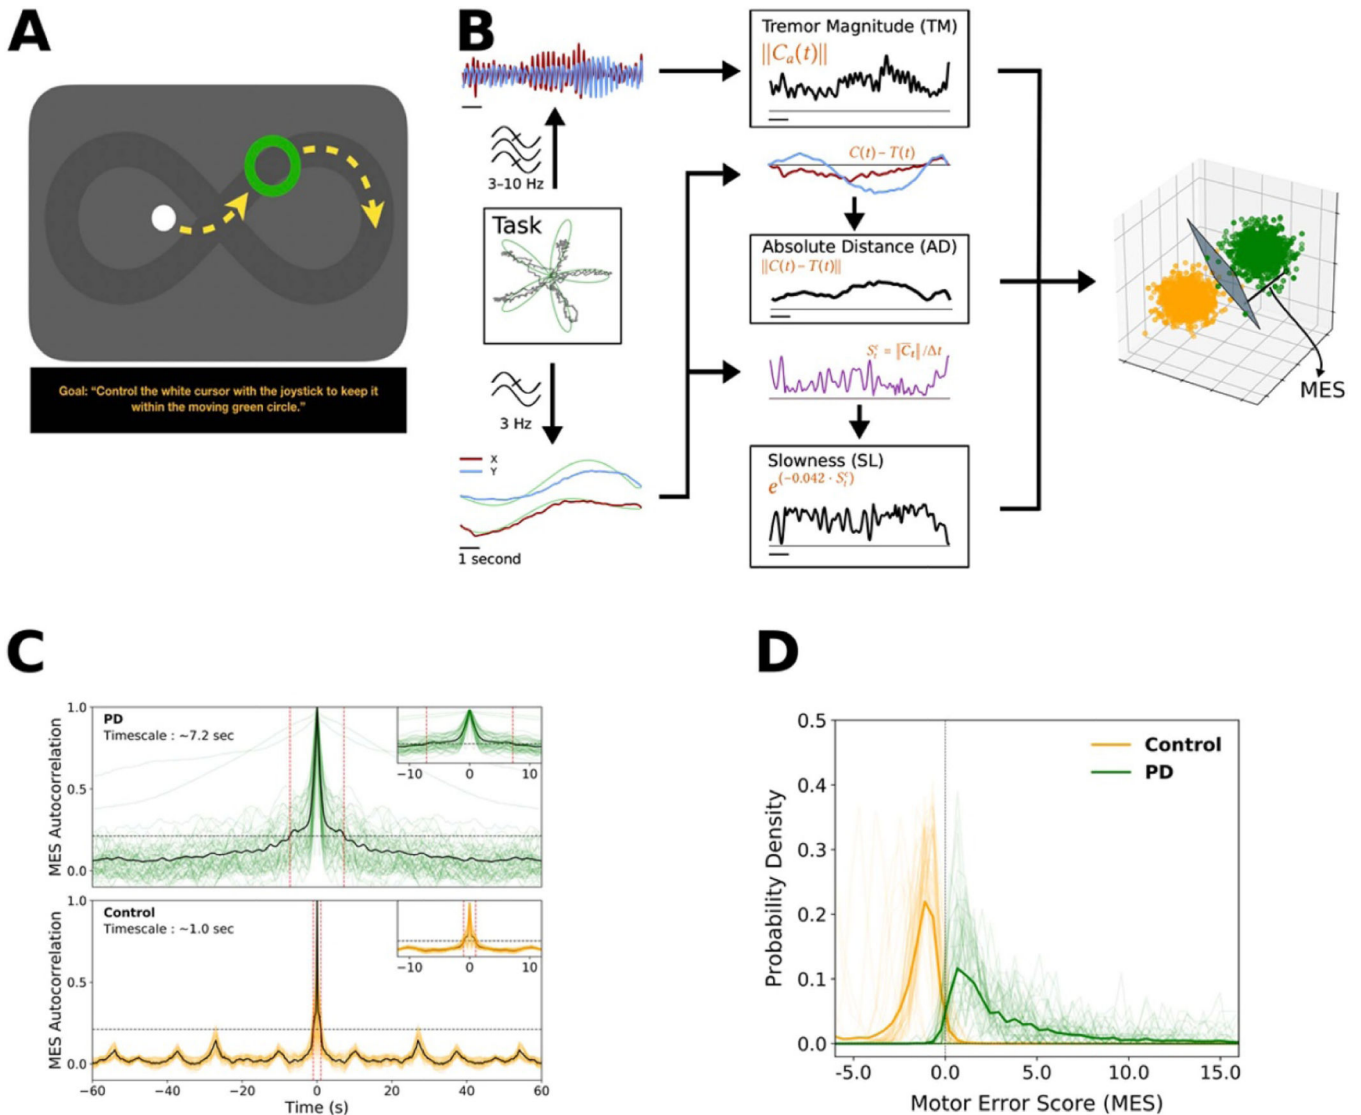 A
Goal: “Control the white cursor with the joystick to keep it
within the moving green circle.”
B
3–10 Hz
Task
3 Hz
X
Y
1 second
Tremor Magnitude (TM)
||Cₐ(t)||
C(t) – T(t)
Absolute Distance (AD)
||C(t) – T(t)||
Sₜᶜ = ||C̅ₜ|| /Δt
Slowness (SL)
e^(–0.042 · Sₜᶜ)
MES
C
MES Autocorrelation
1.0
0.5
0.0
PD
Timescale : ~7.2 sec
−10
0
10
MES Autocorrelation
1.0
0.5
0.0
Control
Timescale : ~1.0 sec
−10
0
10
−60
−40
−20
0
20
40
60
Time (s)
D
Probability Density
0.5
0.4
0.3
0.2
0.1
0.0
Control
PD
-5.0
0.0
5.0
10.0
15.0
Motor Error Score (MES)